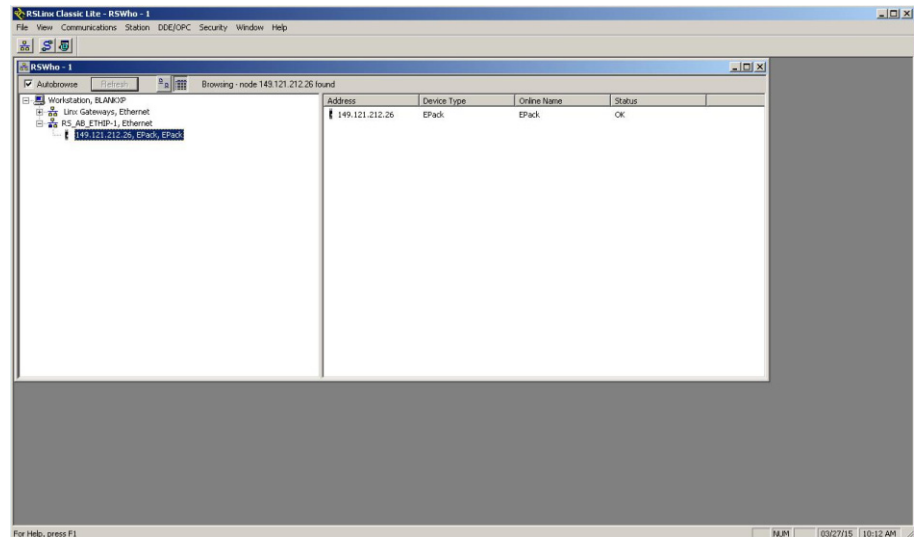 RSLinx Classic Lite - RSWho - 1
File View Communications Station DDE/OPC Security Window Help
RSWho - 1
Autobrowse Refresh Browsing - node 149.121.212.26 found
Workstation, BLANKXP
Linx Gateways, Ethernet
RS_AB_ETHIP-1, Ethernet
149.121.212.26, EPack, EPack
Address Device Type Online Name Status
149.121.212.26 EPack EPack OK
For Help, press F1 NUM 03/27/15 10:12 AM